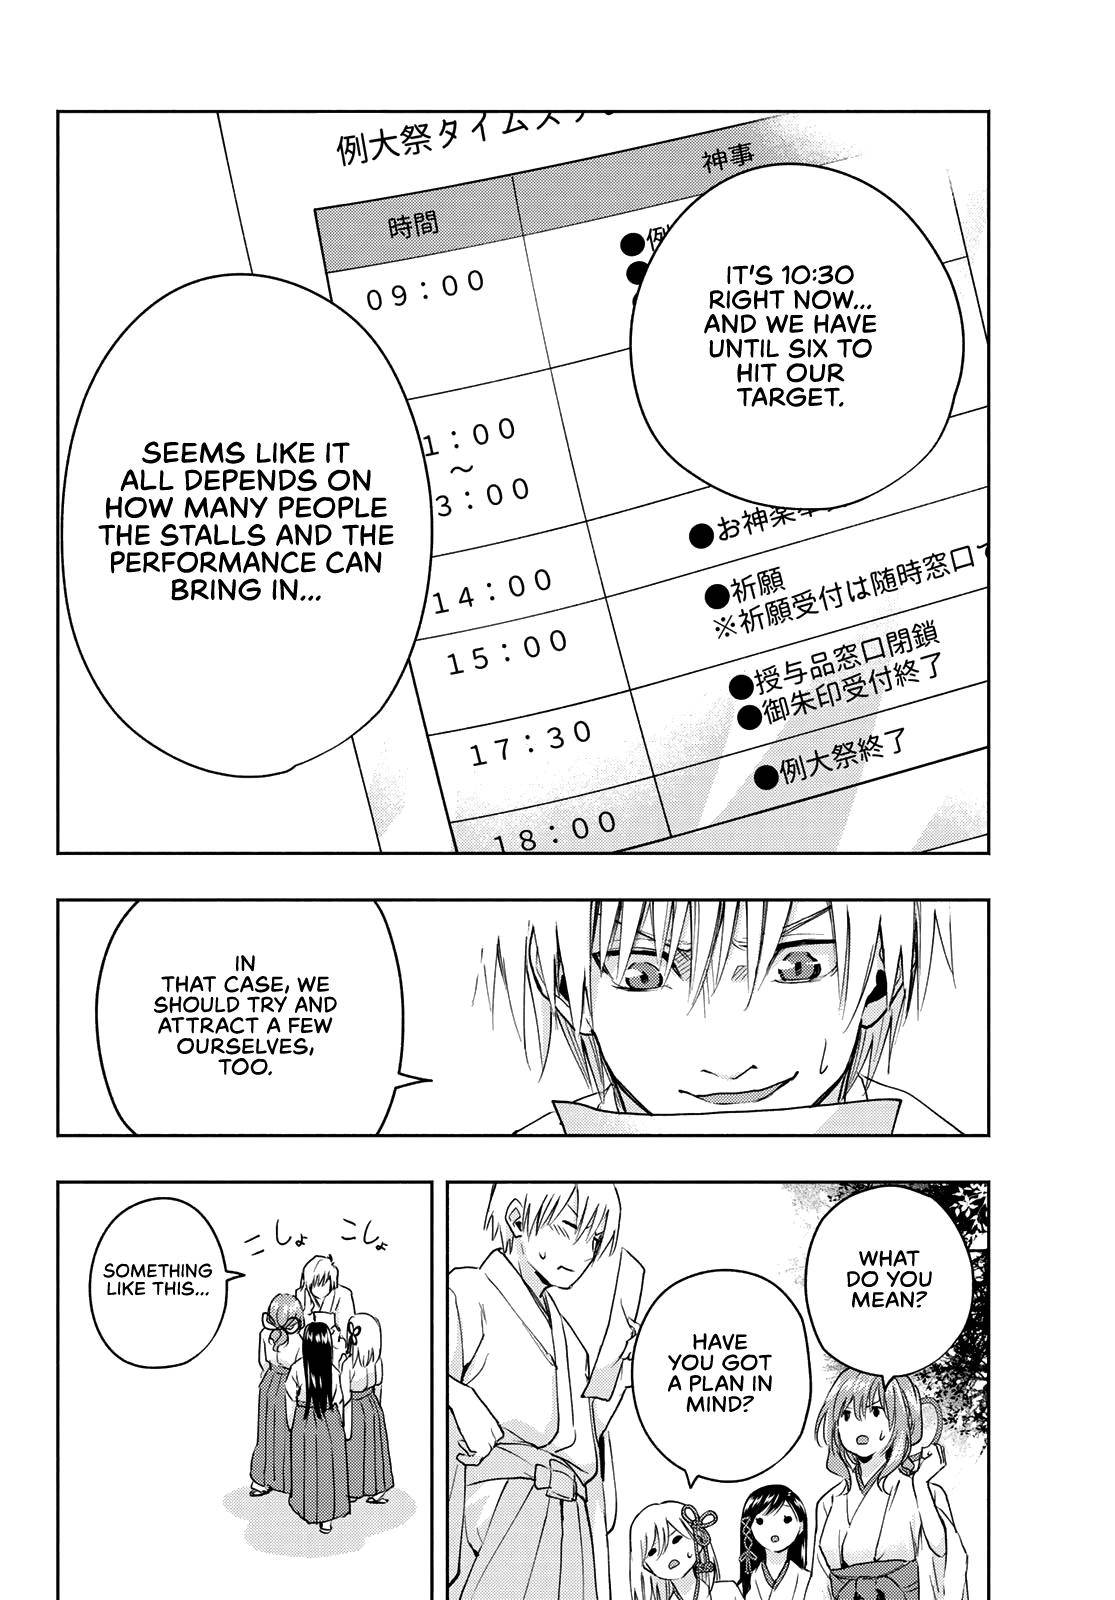 例大祭タイム
時間
神事
09:00
1:00
～
3:00
14:00
●祈願
※祈願受付は随時窓口
15:00
●授与品窓口閉鎖
●御朱印受付終了
17:30
●例大祭終了
18:00
IT'S 10:30
RIGHT NOW...
AND WE HAVE
UNTIL SIX TO
HIT OUR
TARGET.
SEEMS LIKE IT
ALL DEPENDS ON
HOW MANY PEOPLE
THE STALLS AND THE
PERFORMANCE CAN
BRING IN...
IN
THAT CASE, WE
SHOULD TRY AND
ATTRACT A FEW
OURSELVES,
TOO.
WHAT
DO YOU
MEAN?
HAVE
YOU GOT
A PLAN IN
MIND?
こしょ
こしょ
SOMETHING
LIKE THIS...